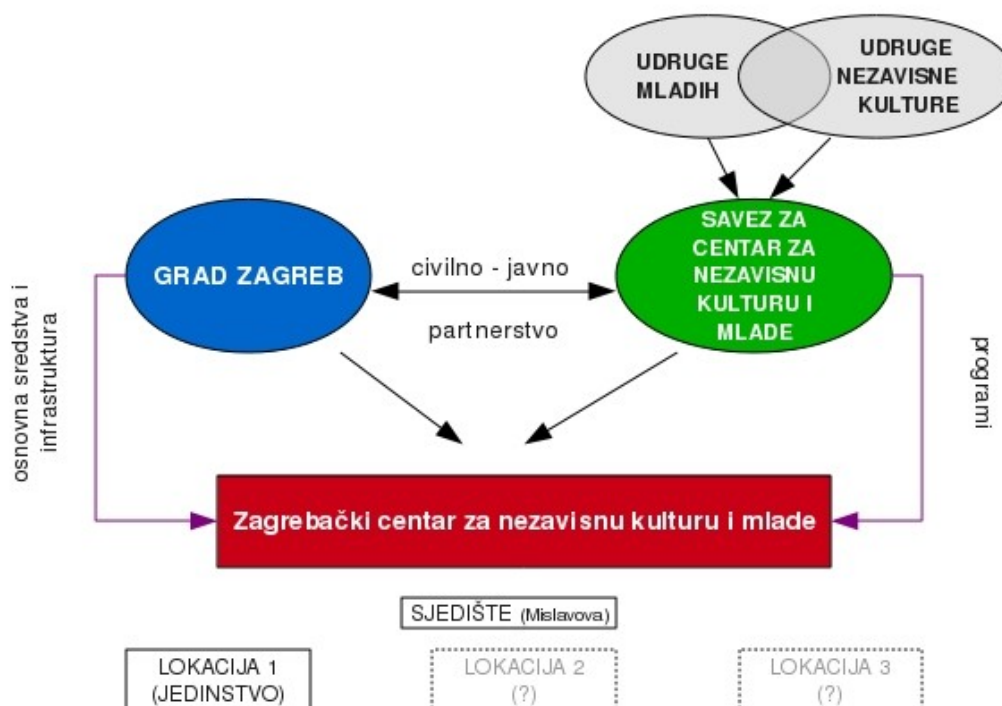 UDRUGE
MLADIH
UDRUGE
NEZAVISNE
KULTURE
GRAD ZAGREB
civilno - javno
partnerstvo
SAVEZ ZA
CENTAR ZA
NEZAVISNU
KULTURU I
MLADE
osnovna sredstva i
infrastruktura
programi
Zagrebački centar za nezavisnu kulturu i mlade
SJEDIŠTE (Mislavova)
LOKACIJA 1
(JEDINSTVO)
LOKACIJA 2
(?)
LOKACIJA 3
(?)